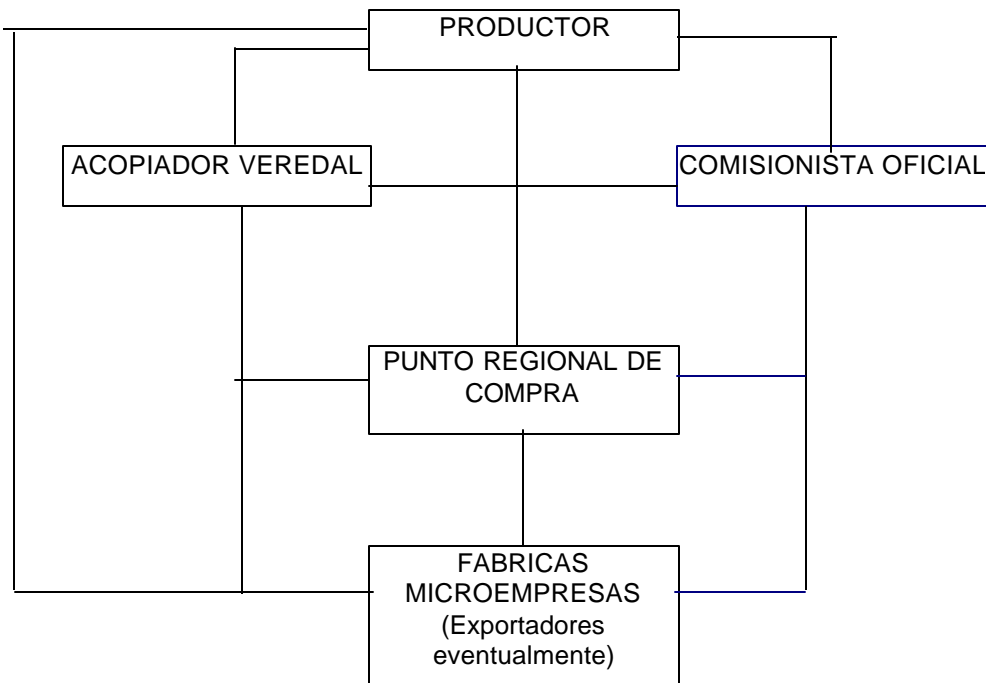 PRODUCTOR
ACOPIADOR VEREDAL
COMISIONISTA OFICIAL
PUNTO REGIONAL DE
COMPRA
FABRICAS
MICROEMPRESAS
(Exportadores
eventualmente)